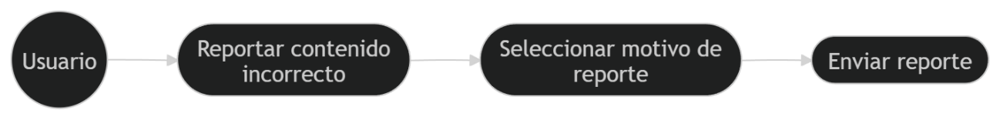 Usuario
Reportar contenido
incorrecto
Seleccionar motivo de
reporte
Enviar reporte